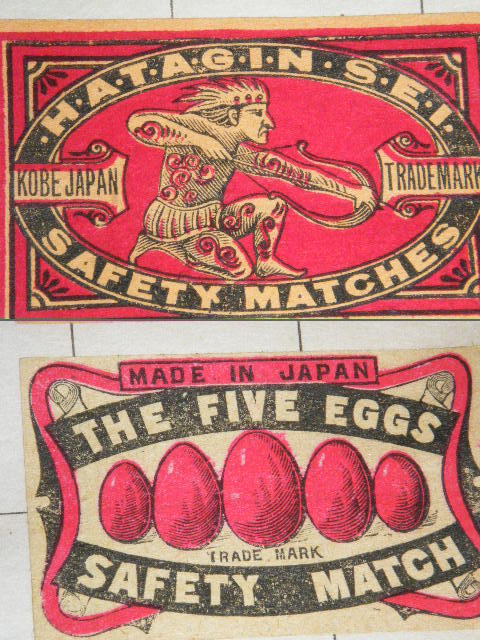 H·A·T·A·G·I·N·S·E·I·
KOBE JAPAN
TRADEMARK
SAFETY MATCHES
MADE IN JAPAN
THE FIVE EGGS
TRADE MARK
SAFETY MATCH